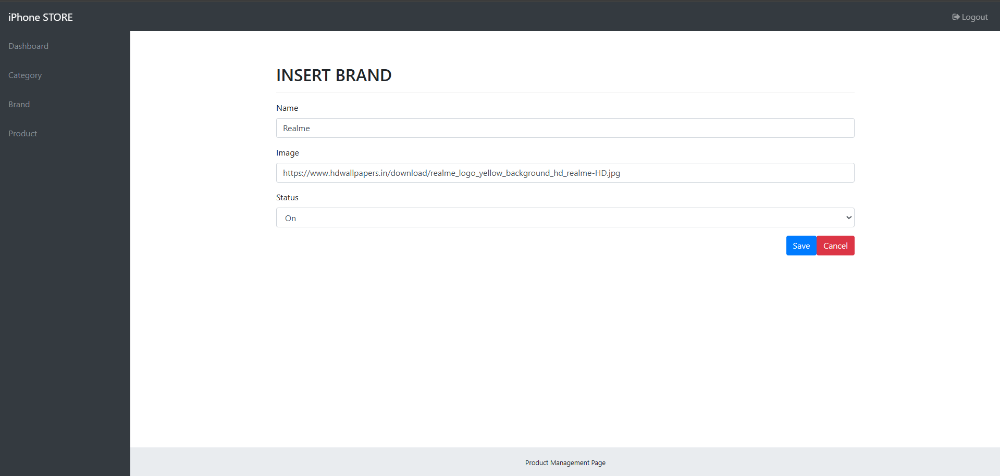 iPhone STORE
Logout
Dashboard
Category
Brand
Product
INSERT BRAND
Name
Realme
Image
https://www.hdwallpapers.in/download/realme_logo_yellow_background_hd_realme-HD.jpg
Status
On
Save Cancel
Product Management Page